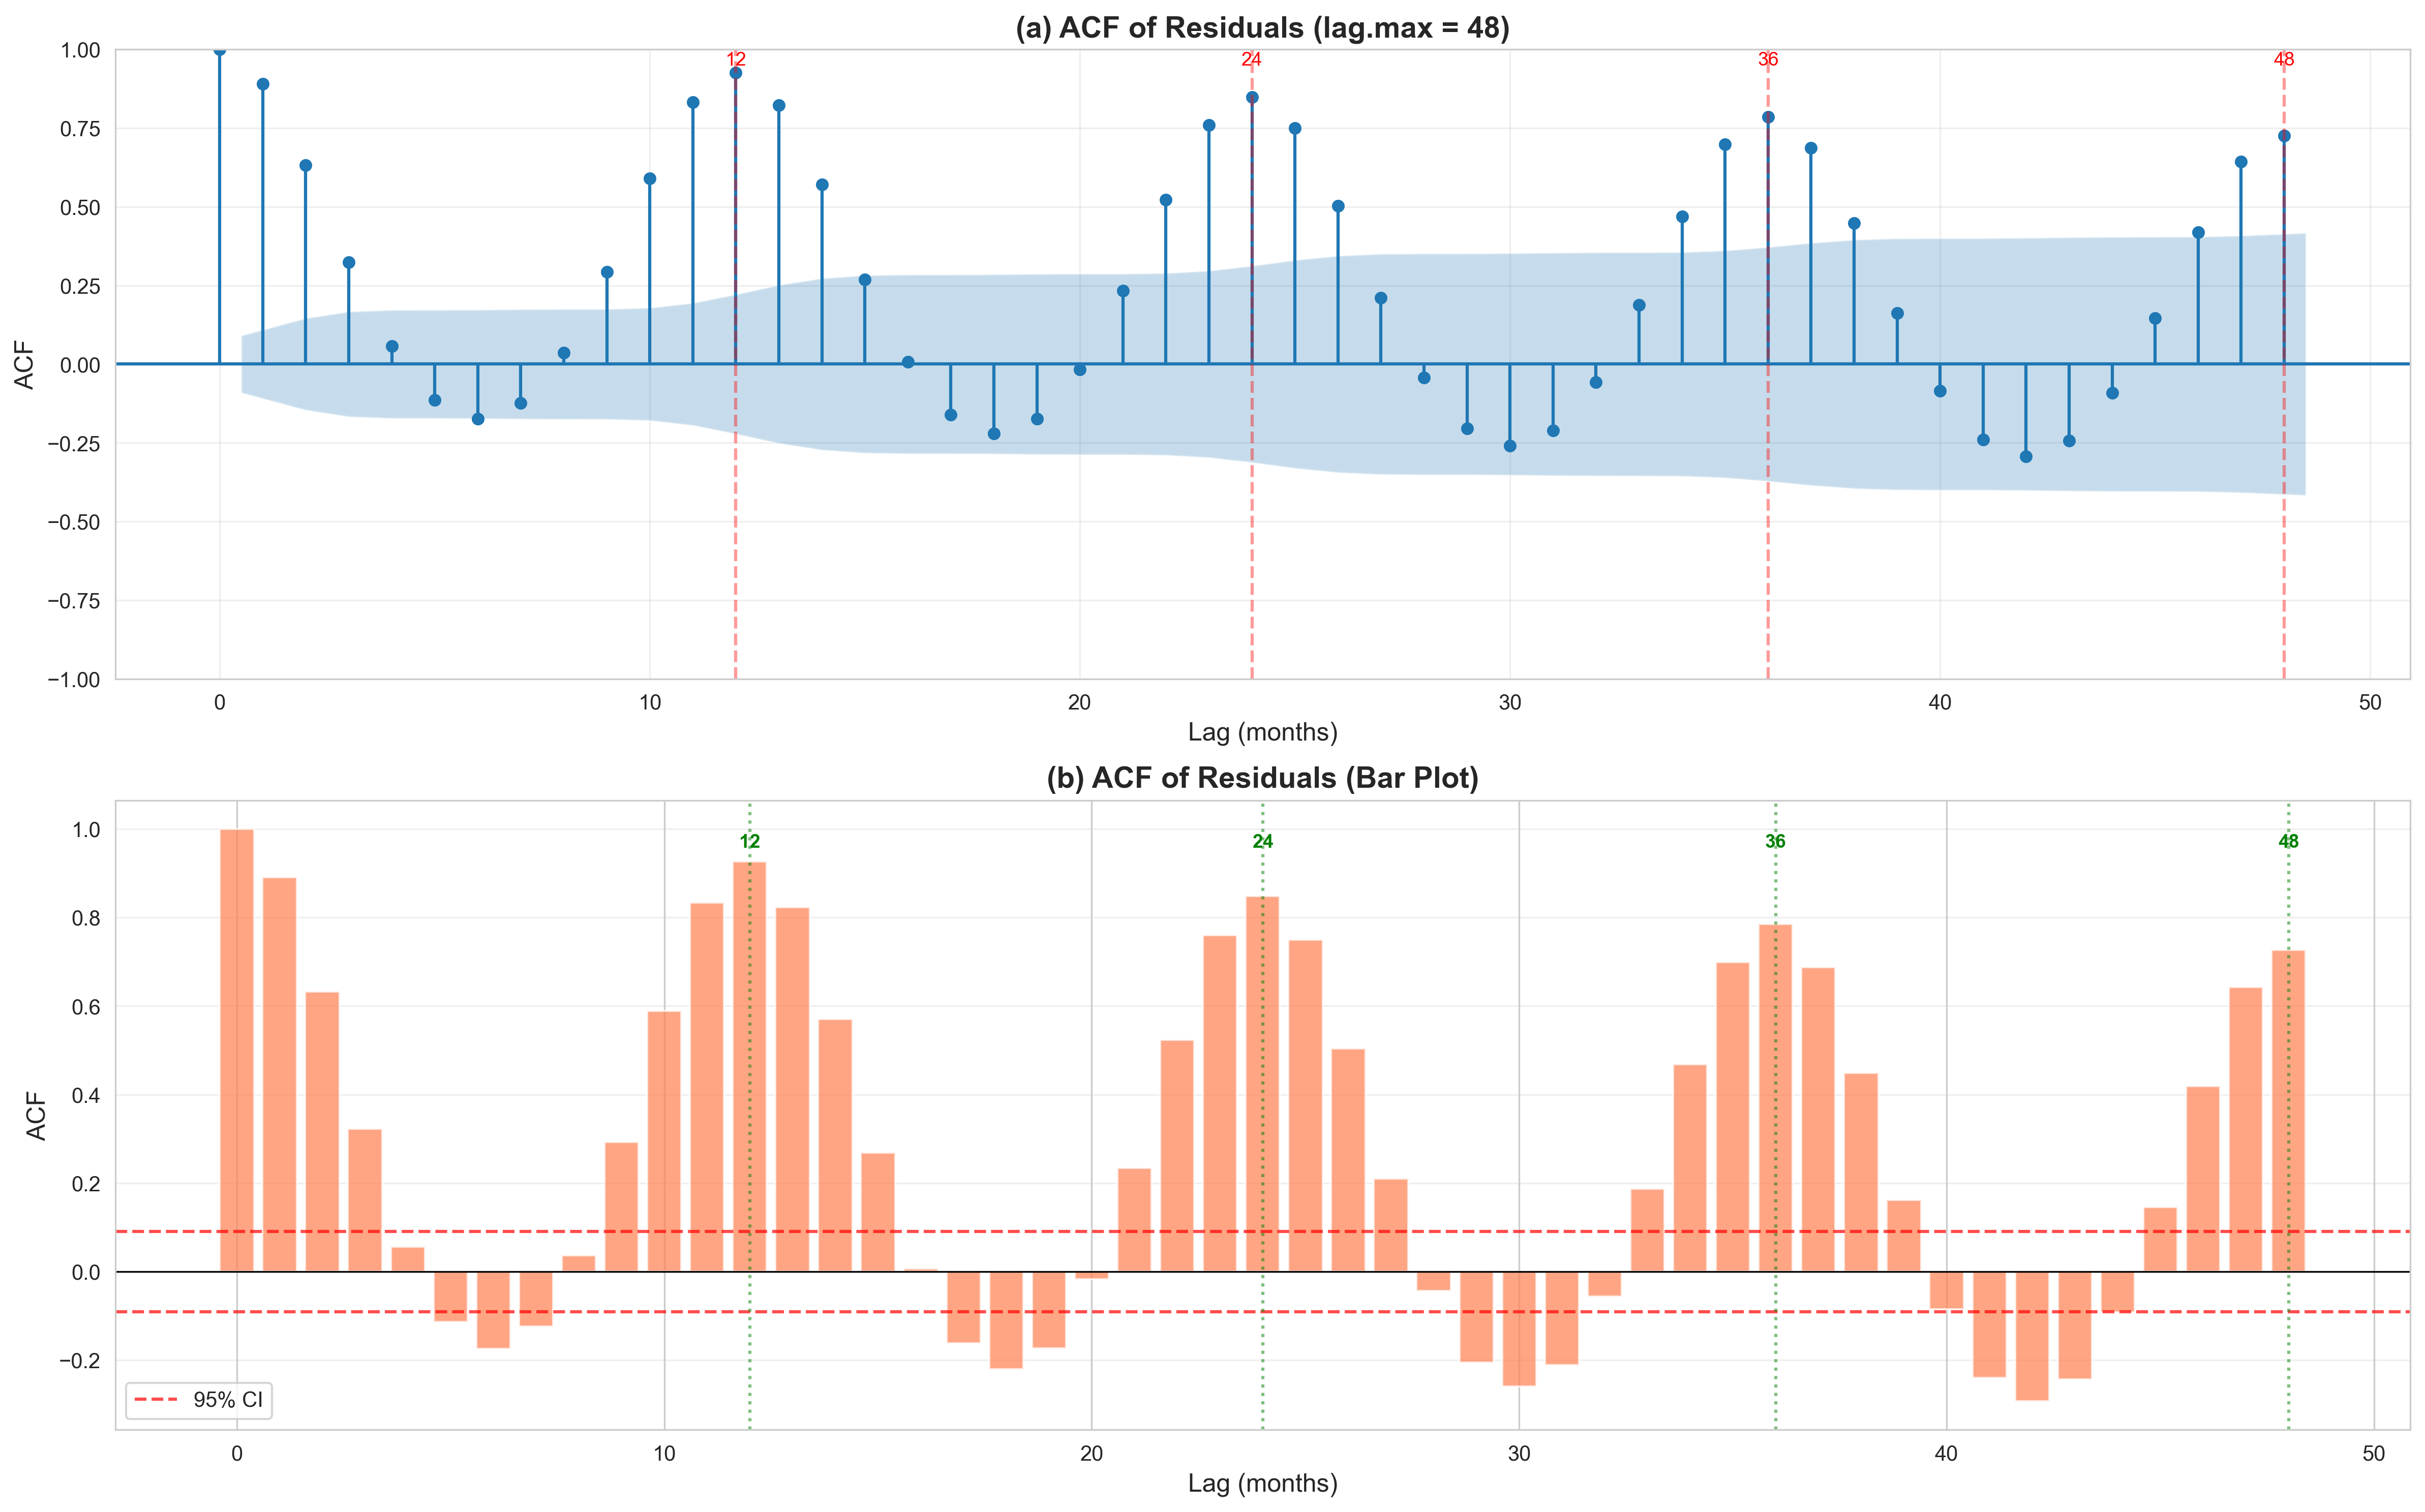 (a) ACF of Residuals (lag.max = 48)
12 24 36 48
1.00
0.75
0.50
0.25
0.00
−0.25
−0.50
−0.75
−1.00
ACF
0 10 20 30 40 50
Lag (months)
(b) ACF of Residuals (Bar Plot)
12 24 36 48
1.0
0.8
0.6
0.4
0.2
0.0
−0.2
ACF
95% CI
0 10 20 30 40 50
Lag (months)